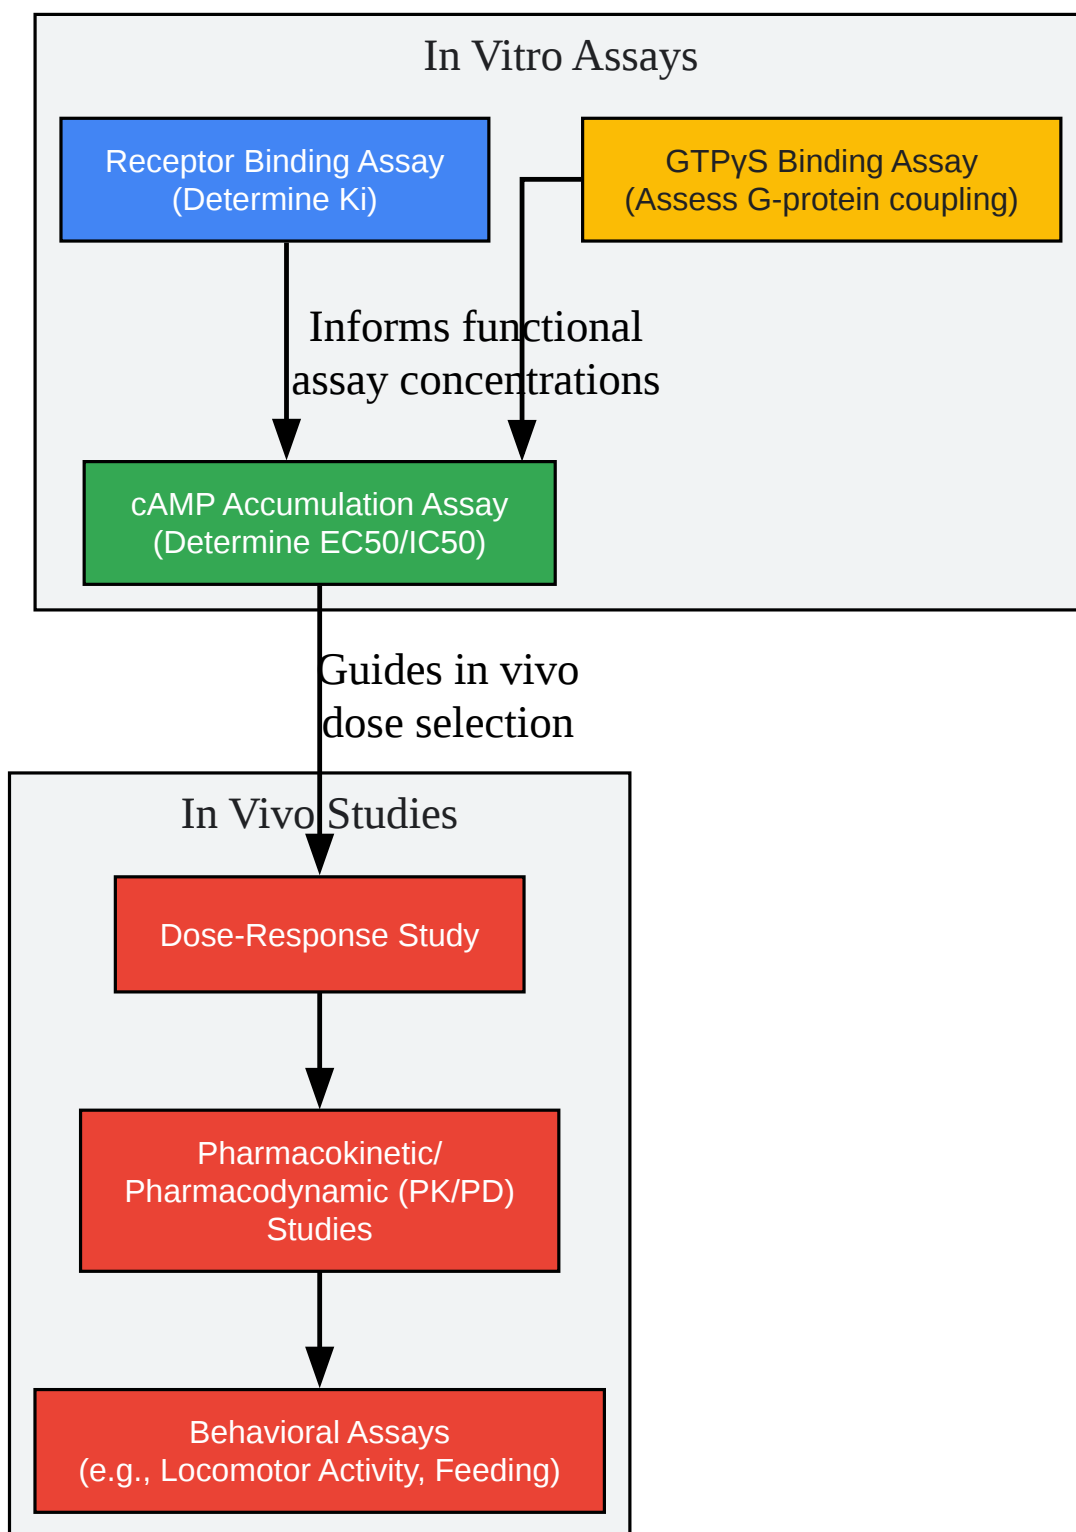 In Vitro Assays
Receptor Binding Assay
(Determine Ki)
GTPγS Binding Assay
(Assess G-protein coupling)
Informs functional
assay concentrations
cAMP Accumulation Assay
(Determine EC50/IC50)
Guides in vivo
dose selection
In Vivo Studies
Dose-Response Study
Pharmacokinetic/
Pharmacodynamic (PK/PD)
Studies
Behavioral Assays
(e.g., Locomotor Activity, Feeding)